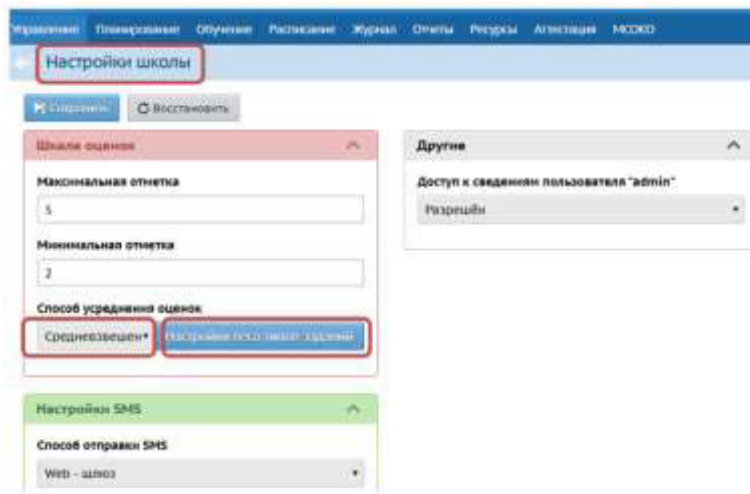 Управление Планирование Обучение Расписание Журнал Отчеты Ресурсы Аттестация МСОКО
Настройки школы
Сохранить Восстановить
Шкала оценок
Максимальная отметка
5
Минимальная отметка
2
Способ усреднения оценок
Средневзвешен
Настройки SMS
Способ отправки SMS
Web - шлюз
Другие
Доступ к сведениям пользователя "admin"
Разрешён